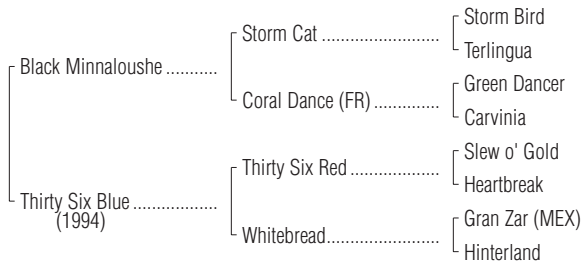 Black Minnaloushe ..........
Storm Cat ........................
Storm Bird
Terlingua
Coral Dance (FR) .............
Green Dancer
Carvinia
Thirty Six Blue .................
(1994)
Thirty Six Red ..................
Slew o' Gold
Heartbreak
Whitebread.......................
Gran Zar (MEX)
Hinterland